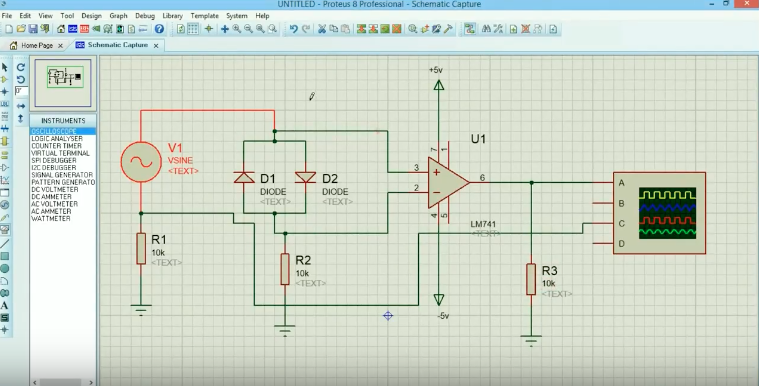 UNTITLED - Proteus 8 Professional - Schematic Capture
File Edit View Tool Design Graph Debug Library Template System Help
Home Page × Schematic Capture ×
0°
INSTRUMENTS
OSCILLOSCOPE
LOGIC ANALYSER
COUNTER TIMER
VIRTUAL TERMINAL
SPI DEBUGGER
I2C DEBUGGER
SIGNAL GENERATOR
PATTERN GENERATO
DC VOLTMETER
DC AMMETER
AC VOLTMETER
AC AMMETER
WATTMETER
+5v
V1
VSINE
<TEXT>
D1
DIODE
<TEXT>
D2
DIODE
<TEXT>
U1
7
1
3
2
6
4
5
LM741
<TEXT>
A
B
C
D
R1
10k
<TEXT>
R2
10k
<TEXT>
R3
10k
<TEXT>
-5v